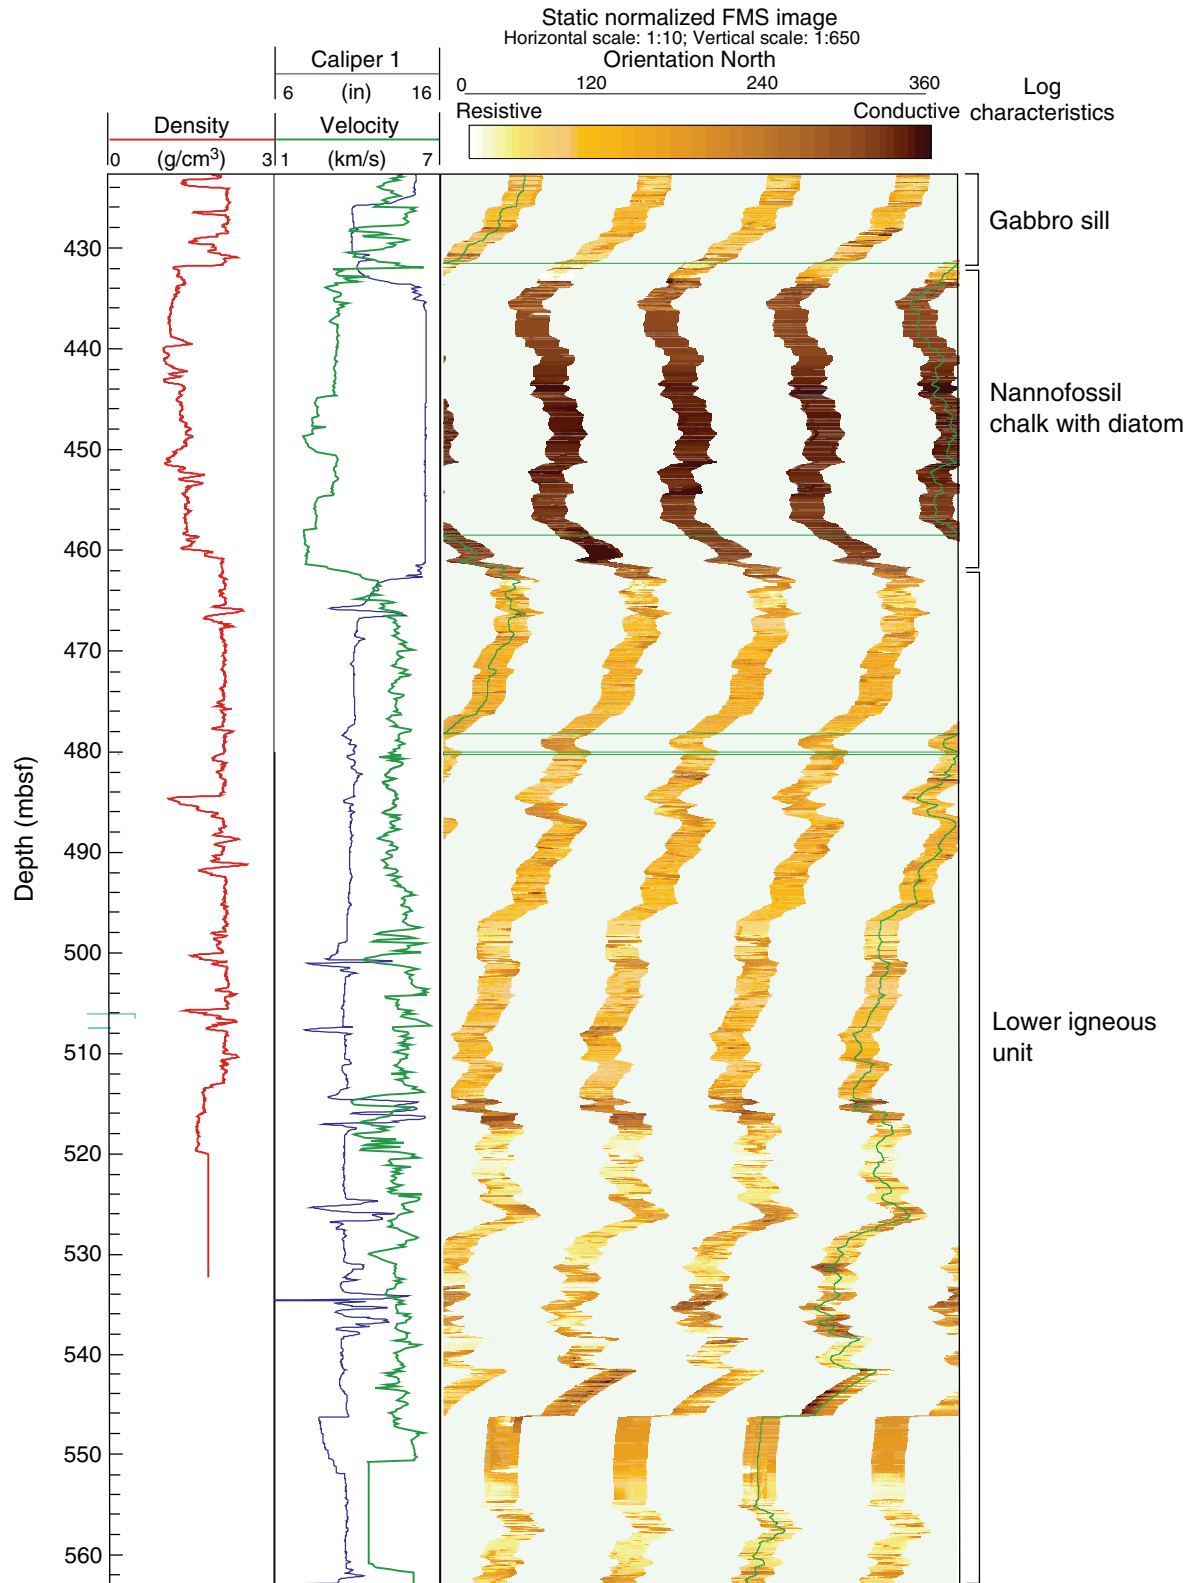 Static normalized FMS image
Horizontal scale: 1:10; Vertical scale: 1:650
Orientation North
0 120 240 360
Resistive Conductive
Log
characteristics
Caliper 1
6 (in) 16
Density
(g/cm³)
0 3
Velocity
(km/s)
1 7
Depth (mbsf)
430
440
450
460
470
480
490
500
510
520
530
540
550
560
Gabbro sill
Nannofossil
chalk with diatom
Lower igneous
unit